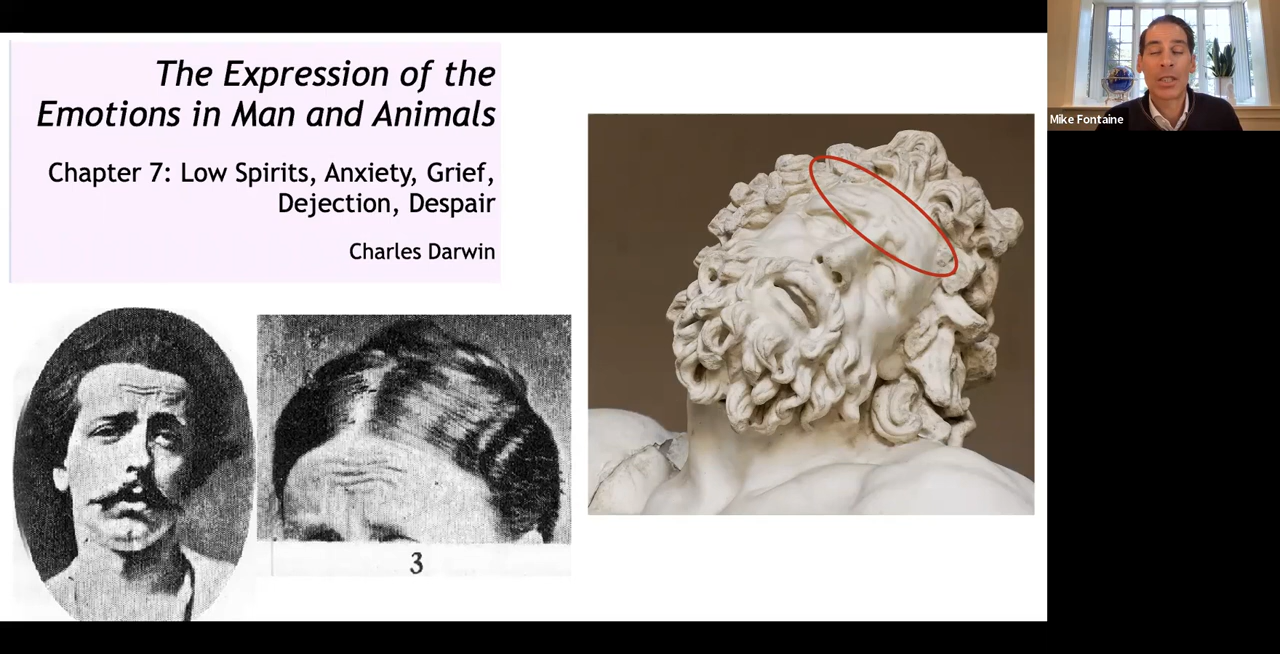 The Expression of the
Emotions in Man and Animals
Chapter 7: Low Spirits, Anxiety, Grief,
Dejection, Despair
Charles Darwin
3
Mike Fontaine